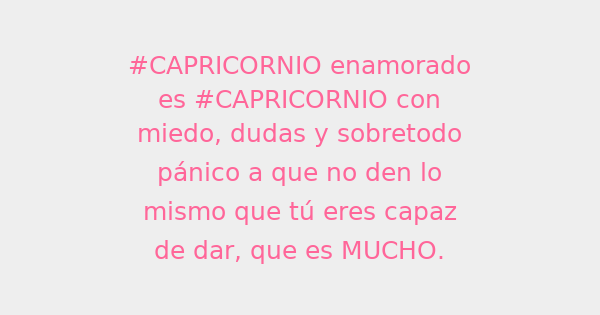 #CAPRICORNIO enamorado
es #CAPRICORNIO con
miedo, dudas y sobretodo
pánico a que no den lo
mismo que tú eres capaz
de dar, que es MUCHO.